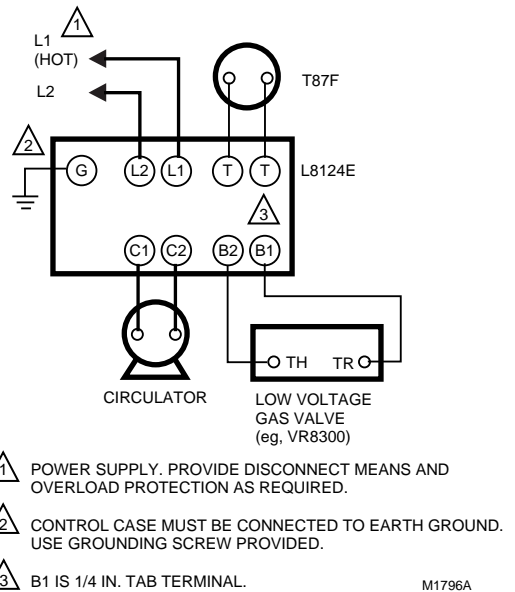 1
L1
(HOT)
L2
T87F
2
G
L2
L1
T
T
L8124E
3
C1
C2
B2
B1
TH
TR
CIRCULATOR
LOW VOLTAGE
GAS VALVE
(eg, VR8300)
1 POWER SUPPLY. PROVIDE DISCONNECT MEANS AND
OVERLOAD PROTECTION AS REQUIRED.
2 CONTROL CASE MUST BE CONNECTED TO EARTH GROUND.
USE GROUNDING SCREW PROVIDED.
3 B1 IS 1/4 IN. TAB TERMINAL.
M1796A